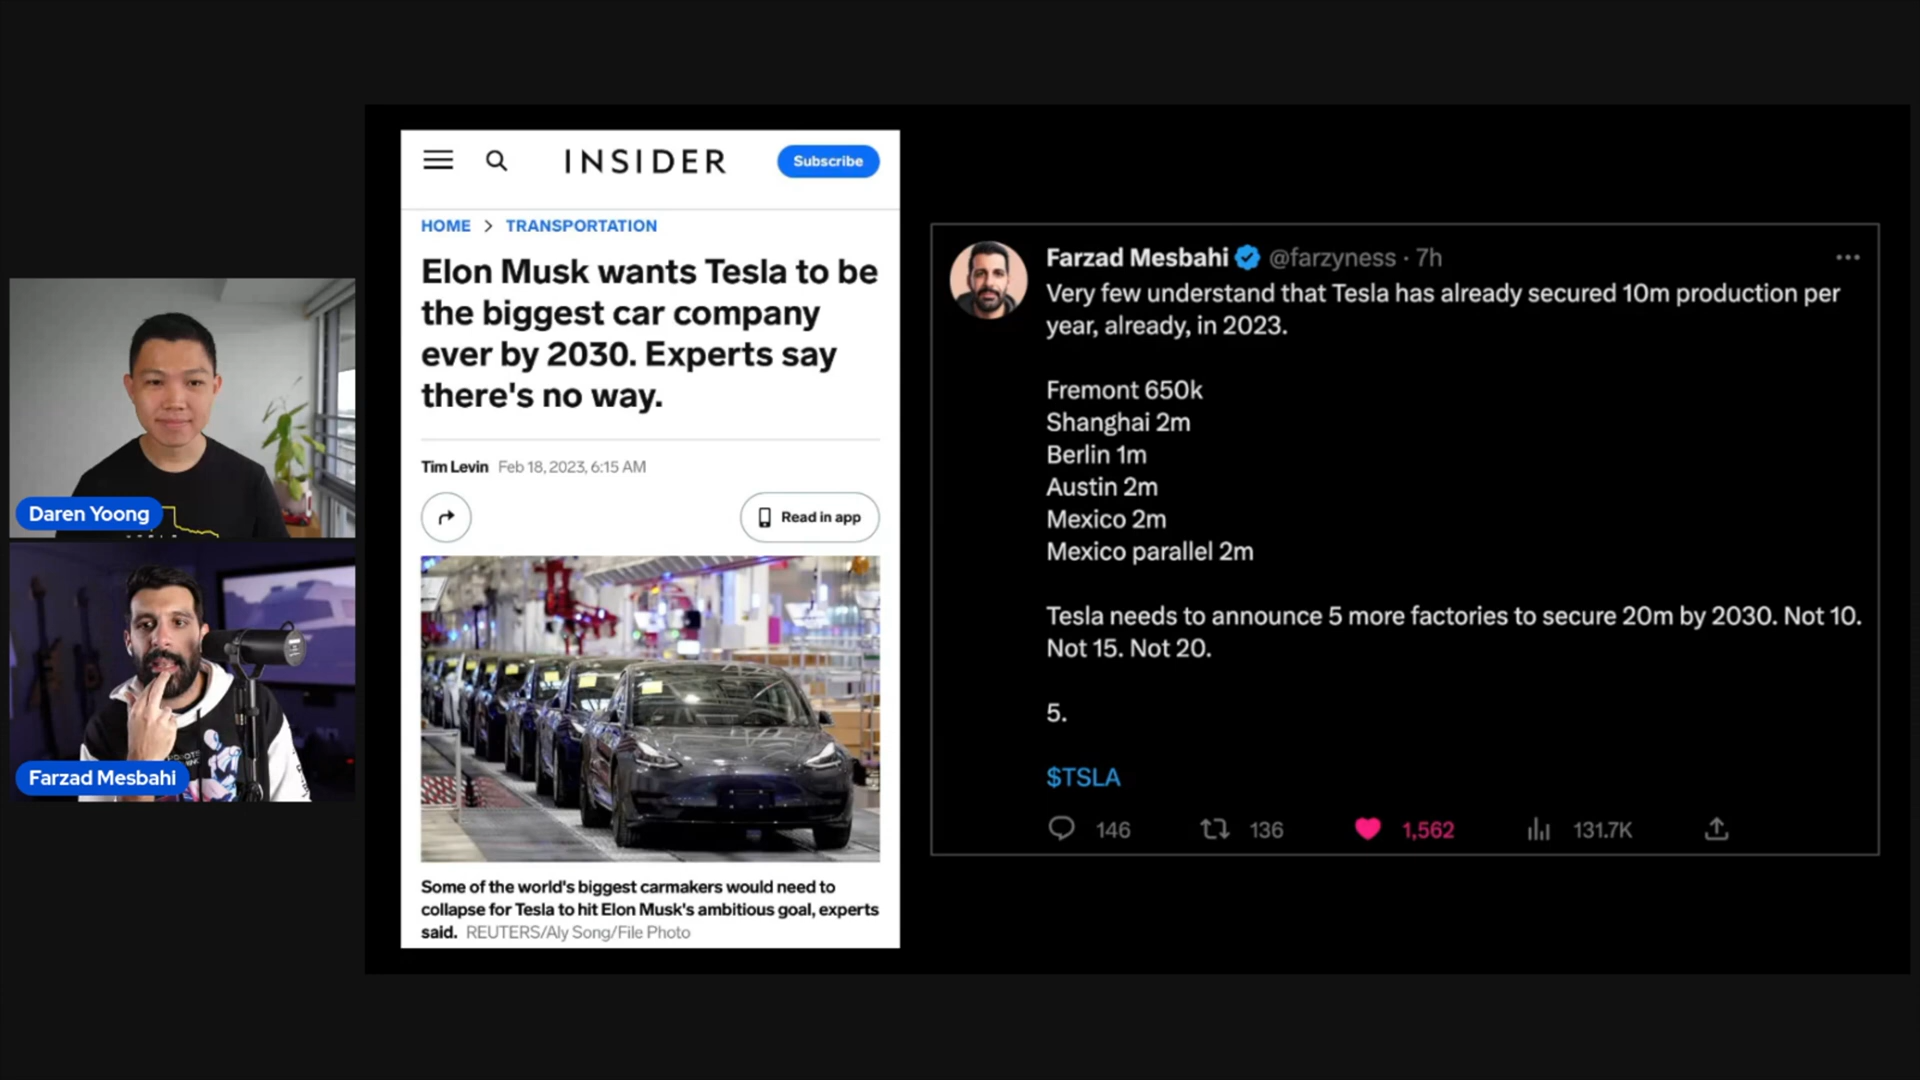 Daren Yoong
Farzad Mesbahi
INSIDER
Subscribe
HOME > TRANSPORTATION
Elon Musk wants Tesla to be
the biggest car company
ever by 2030. Experts say
there's no way.
Tim Levin Feb 18, 2023, 6:15 AM
Read in app
Some of the world's biggest carmakers would need to
collapse for Tesla to hit Elon Musk's ambitious goal, experts
said. REUTERS/Aly Song/File Photo
Farzad Mesbahi @farzyness · 7h
Very few understand that Tesla has already secured 10m production per
year, already, in 2023.
Fremont 650k
Shanghai 2m
Berlin 1m
Austin 2m
Mexico 2m
Mexico parallel 2m
Tesla needs to announce 5 more factories to secure 20m by 2030. Not 10.
Not 15. Not 20.
5.
$TSLA
146 136 1,562 131.7K